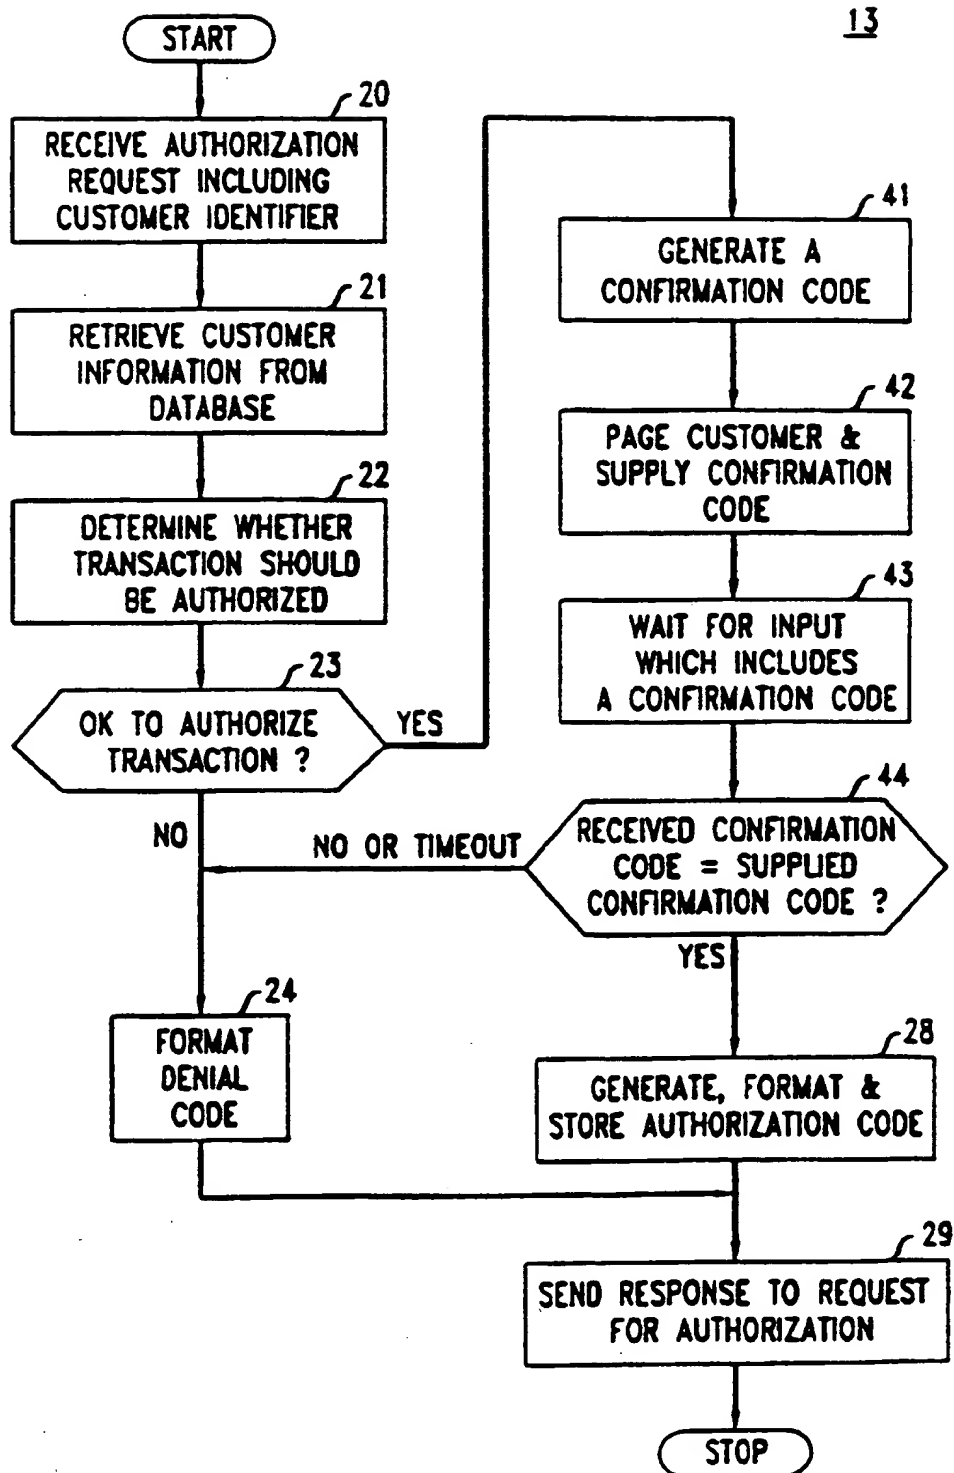 13
START
20
RECEIVE AUTHORIZATION
REQUEST INCLUDING
CUSTOMER IDENTIFIER
21
RETRIEVE CUSTOMER
INFORMATION FROM
DATABASE
22
DETERMINE WHETHER
TRANSACTION SHOULD
BE AUTHORIZED
23
OK TO AUTHORIZE
TRANSACTION ?
YES
NO
41
GENERATE A
CONFIRMATION CODE
42
PAGE CUSTOMER &
SUPPLY CONFIRMATION
CODE
43
WAIT FOR INPUT
WHICH INCLUDES
A CONFIRMATION CODE
44
RECEIVED CONFIRMATION
CODE = SUPPLIED
CONFIRMATION CODE ?
NO OR TIMEOUT
YES
24
FORMAT
DENIAL
CODE
28
GENERATE, FORMAT &
STORE AUTHORIZATION CODE
29
SEND RESPONSE TO REQUEST
FOR AUTHORIZATION
STOP